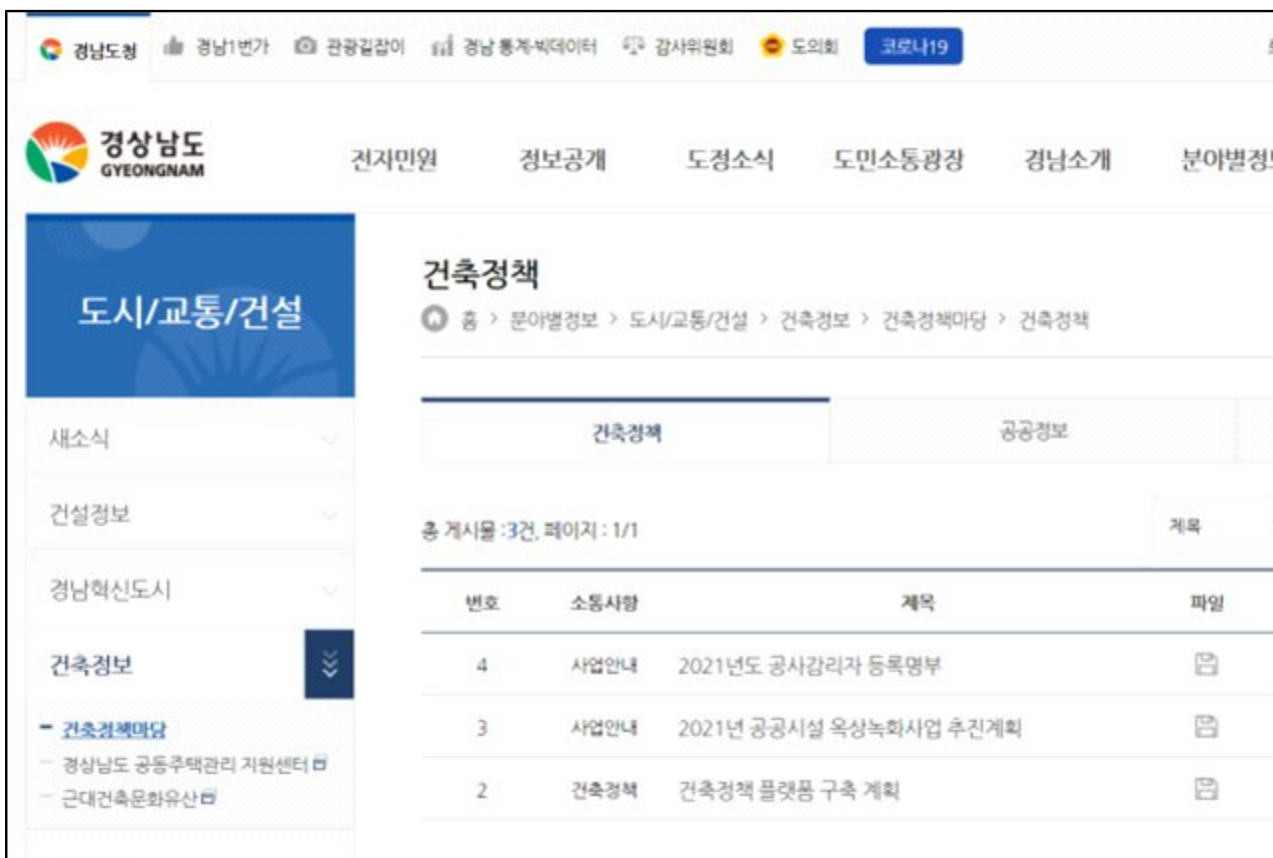 경남도청 경남1번가 관광길잡이 경남 통계·빅데이터 감사위원회 도의회 코로나19
경상남도
GYEONGNAM
전자민원 정보공개 도정소식 도민소통광장 경남소개 분야별정보
도시/교통/건설
새소식
건설정보
경남혁신도시
건축정보
건축정책마당
경상남도 공동주택관리 지원센터
근대건축문화유산
건축정책
홈 > 분야별정보 > 도시/교통/건설 > 건축정보 > 건축정책마당 > 건축정책
건축정책 공공정보
총 게시물 :3건, 페이지 : 1/1
제목
번호 소통사항 제목 파일
4 사업안내 2021년도 공사감리자 등록명부
3 사업안내 2021년 공공시설 옥상녹화사업 추진계획
2 건축정책 건축정책 플랫폼 구축 계획